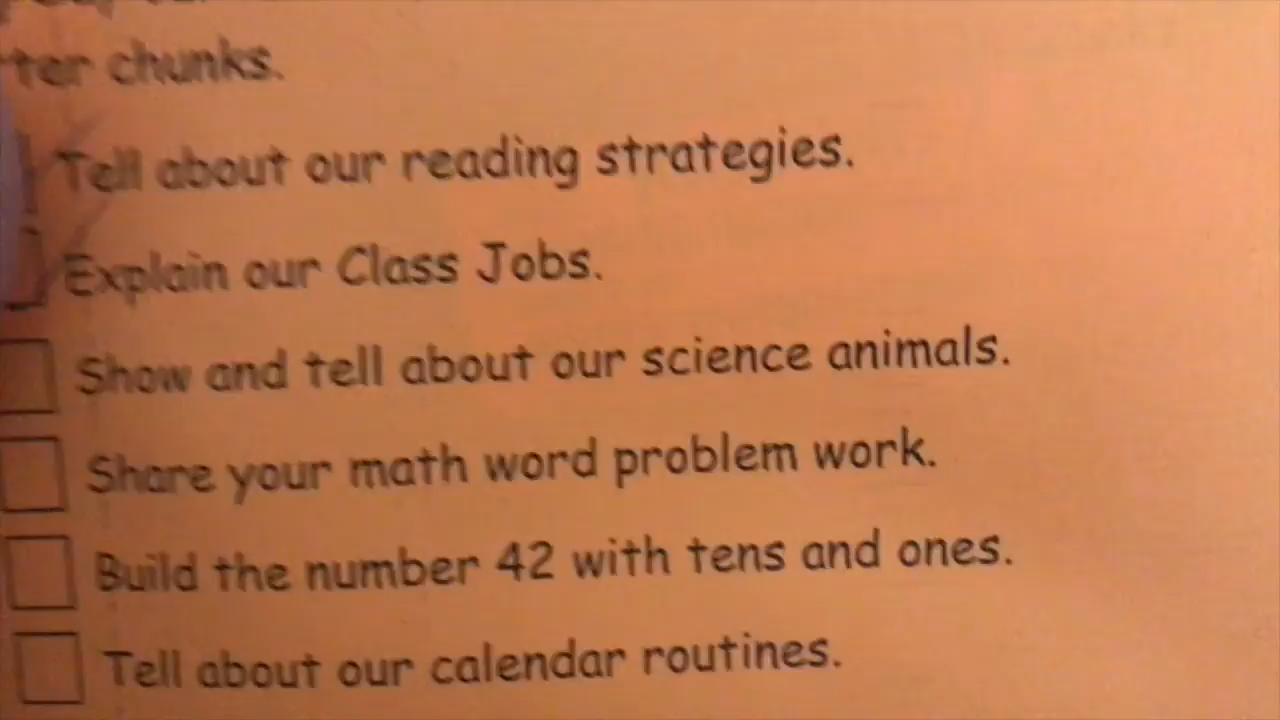 chunks.
Tell about our reading strategies.
Explain our Class Jobs.
Show and tell about our science animals.
Share your math word problem work.
Build the number 42 with tens and ones.
Tell about our calendar routines.